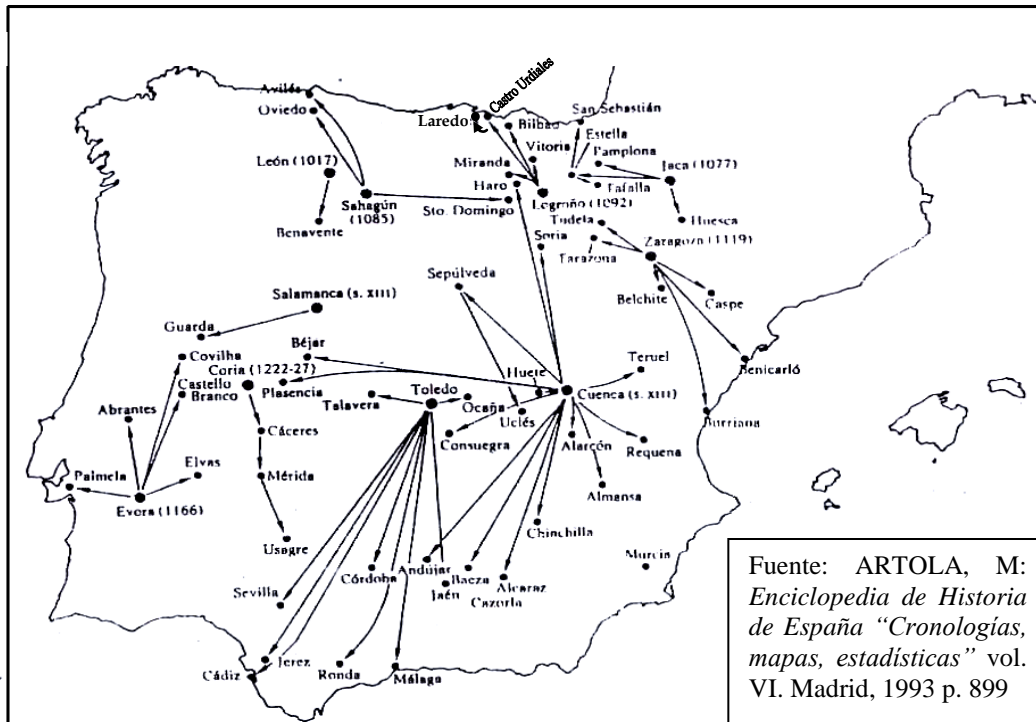 Castro Urdiales
Avilés
Oviedo
Laredo
Bilbao
San Sebastián
Estella
Vitoria
Pamplona
León (1017)
Miranda
Jaca (1077)
Haro
Tafalla
Sahagún
(1085)
Sto. Domingo
Logroño (1092)
Benavente
Tudela
Huesca
Soria
Zaragoza (1119)
Tarazona
Sepúlveda
Salamanca (s. XIII)
Belchite
Caspe
Guarda
Béjar
Covilha
Teruel
Coria (1222-27)
Huete
Benicarló
Castello
Branco
Plasencia
Toledo
Cuenca (s. XIII)
Talavera
Ocaña
Abrantes
Uclés
Burriana
Cáceres
Consuegra
Alarçón
Requena
Palmela
Elvas
Mérida
Almansa
Evora (1166)
Chinchilla
Usagre
Murcia
Córdoba
Andújar
Baeza
Alcaraz
Sevilla
Jaén
Cazorla
Jerez
Cádiz
Ronda
Málaga
Fuente: ARTOLA, M:
Enciclopedia de Historia
de España “Cronologías,
mapas, estadísticas” vol.
VI. Madrid, 1993 p. 899